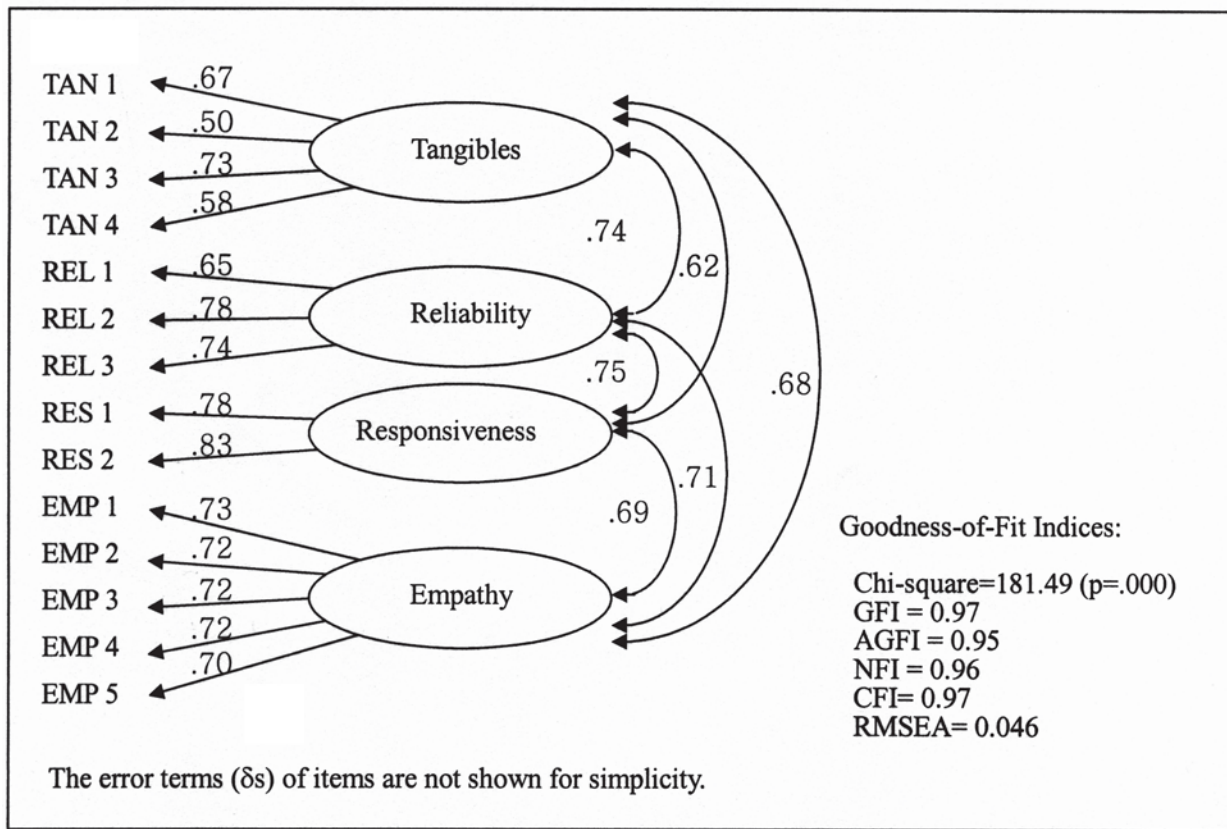 TAN 1
.67
TAN 2
.50
TAN 3
.73
TAN 4
.58
Tangibles
REL 1
.65
REL 2
.78
REL 3
.74
Reliability
RES 1
.78
RES 2
.83
Responsiveness
EMP 1
.73
EMP 2
.72
EMP 3
.72
EMP 4
.72
EMP 5
.70
Empathy
.74
.62
.75
.68
.71
.69
Goodness-of-Fit Indices:
Chi-square=181.49 (p=.000)
GFI = 0.97
AGFI = 0.95
NFI = 0.96
CFI= 0.97
RMSEA= 0.046
The error terms (δs) of items are not shown for simplicity.